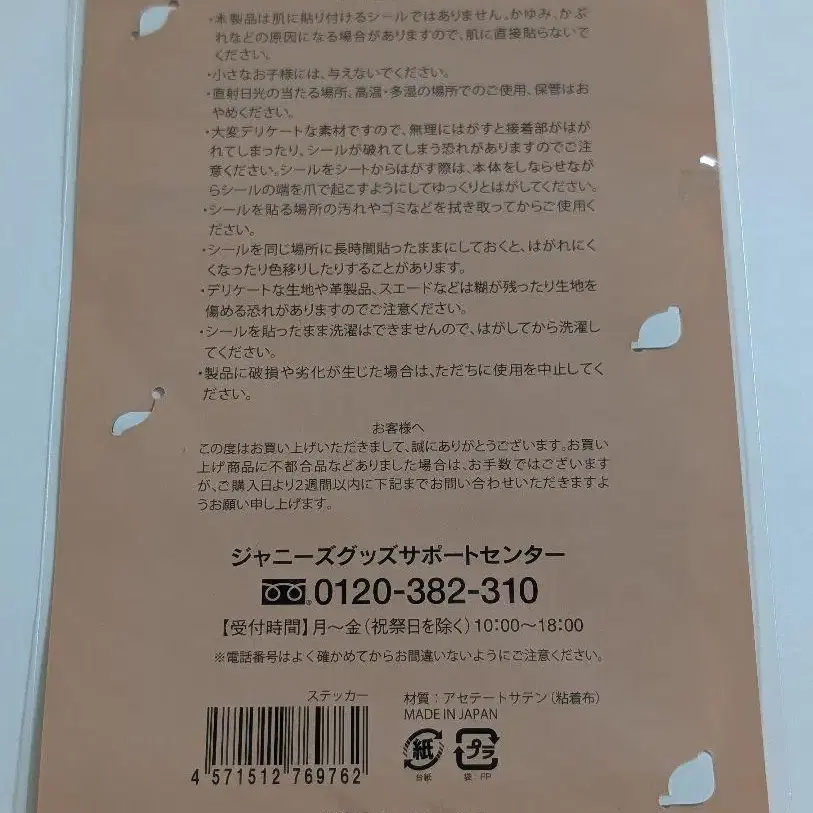 ・本製品は肌に貼り付けるシールではありません。かゆみ、かぶ
れなどの原因になる場合がありますので、肌に直接貼らないで
ください。
・小さなお子様には、与えないでください。
・直射日光の当たる場所、高温・多湿の場所でのご使用、保管はお
やめください。
・大変デリケートな素材ですので、無理にはがすと接着部がはが
れてしまったり、シールが破れてしまう恐れがありますのでご注
意ください。シールをシートからはがす際は、本体をしならせなが
らシールの端を爪で起こすようにしてゆっくりとはがしてください。
・シールを貼る場所の汚れやゴミなどを拭き取ってからご使用く
ださい。
・シールを同じ場所に長時間貼ったままにしておくと、はがれにく
くなったり色移りしたりすることがあります。
・デリケートな生地や革製品、スエードなどは糊が残ったり生地を
傷める恐れがありますのでご注意ください。
・シールを貼ったまま洗濯はできませんので、はがしてから洗濯し
てください。
・製品に破損や劣化が生じた場合は、ただちに使用を中止してく
ださい。
お客様へ
この度はお買い上げいただきまして、誠にありがとうございます。お買い
上げ商品に不都合品などありました場合は、お手数ではございます
が、ご購入日より2週間以内に下記までお問い合わせいただきますよ
うお願い申し上げます。
ジャニーズグッズサポートセンター
0120-382-310
【受付時間】月～金（祝祭日を除く）10:00～18:00
※電話番号はよく確かめてからお間違いないようにご注意ください。
ステッカー
材質：アセテートサテン（粘着布）
MADE IN JAPAN
4 571512 769762
紙
台紙
プラ
袋：PP